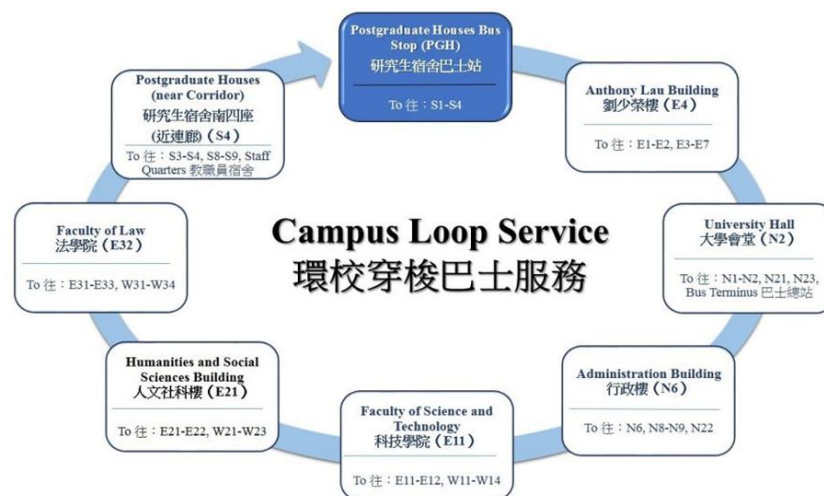 Postgraduate Houses Bus
Stop (PGH)
研究生宿舍巴士站
To 往：S1-S4
Anthony Lau Building
劉少榮樓（E4）
To 往：E1-E2, E3-E7
University Hall
大學會堂（N2）
To 往：N1-N2, N21, N23,
Bus Terminus 巴士總站
Administration Building
行政樓（N6）
To 往：N6, N8-N9, N22
Faculty of Science and
Technology
科技學院（E11）
To 往：E11-E12, W11-W14
Humanities and Social
Sciences Building
人文社科樓（E21）
To 往：E21-E22, W21-W23
Faculty of Law
法學院（E32）
To 往：E31-E33, W31-W34
Postgraduate Houses
(near Corridor)
研究生宿舍南四座
(近連廊)（S4）
To 往：S3-S4, S8-S9, Staff
Quarters 教職員宿舍
Campus Loop Service
環校穿梭巴士服務